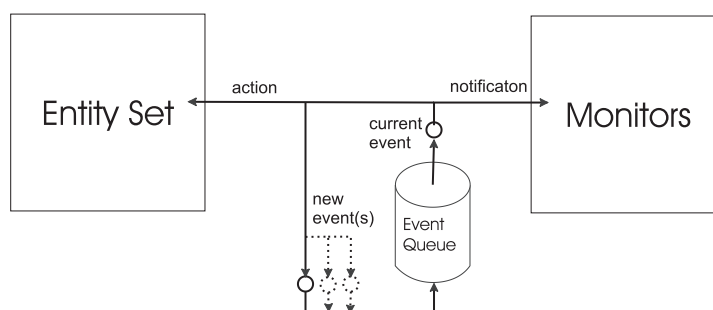 action
notificaton
Entity Set
Monitors
current
event
new
event(s)
Event
Queue